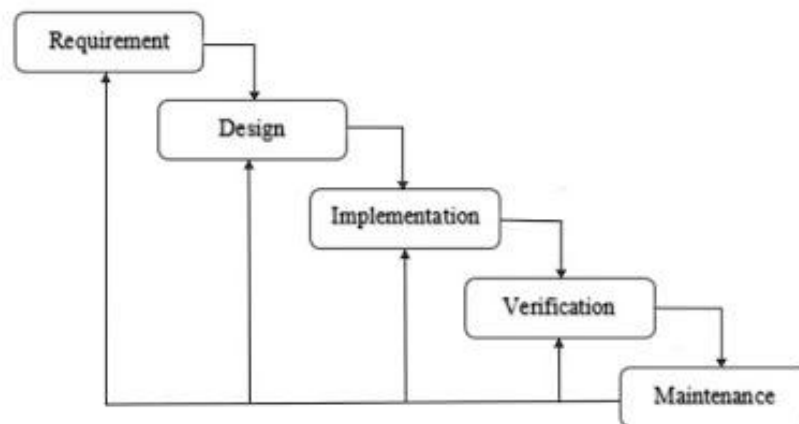 Requirement
Design
Implementation
Verification
Maintenance